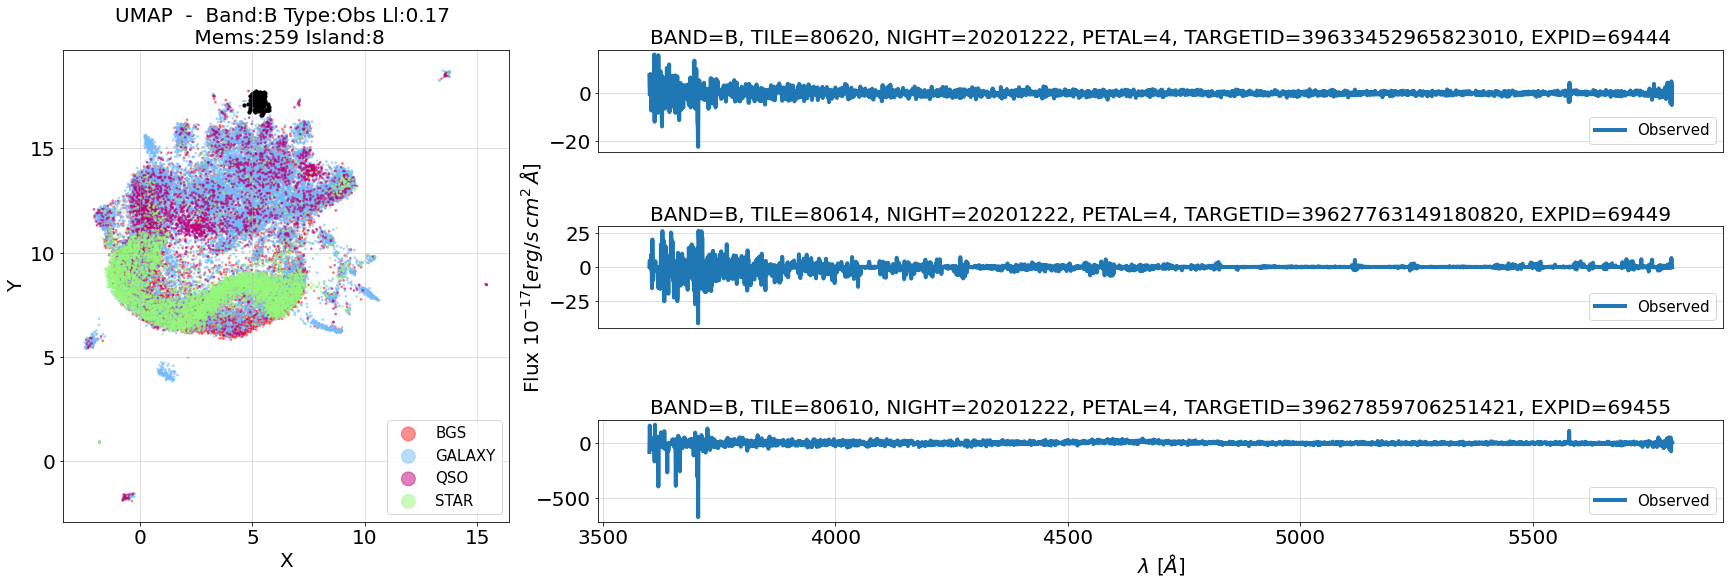 UMAP - Band:B Type:Obs Ll:0.17
Mems:259 Island:8
Y
15
10
5
0
0 5 10 15
X
BGS
GALAXY
QSO
STAR
Flux 10⁻¹⁷[erg/s cm² Å]
BAND=B, TILE=80620, NIGHT=20201222, PETAL=4, TARGETID=39633452965823010, EXPID=69444
0
−20
Observed
BAND=B, TILE=80614, NIGHT=20201222, PETAL=4, TARGETID=39627763149180820, EXPID=69449
25
0
−25
Observed
BAND=B, TILE=80610, NIGHT=20201222, PETAL=4, TARGETID=39627859706251421, EXPID=69455
0
−500
Observed
3500 4000 4500 5000 5500
λ [Å]